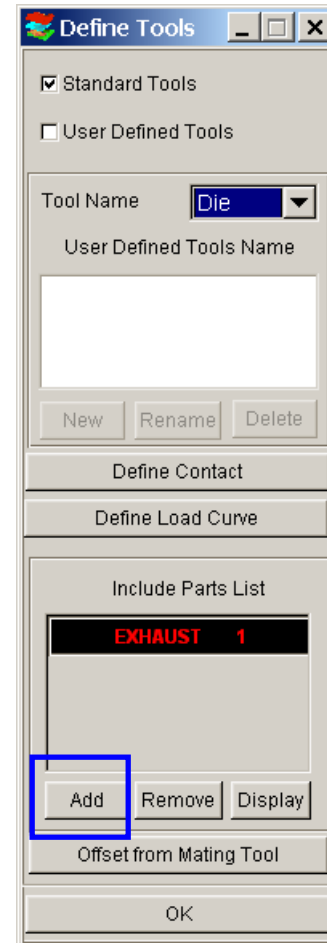 Define Tools
Standard Tools
User Defined Tools
Tool Name Die
User Defined Tools Name
New Rename Delete
Define Contact
Define Load Curve
Include Parts List
EXHAUST 1
Add Remove Display
Offset from Mating Tool
OK